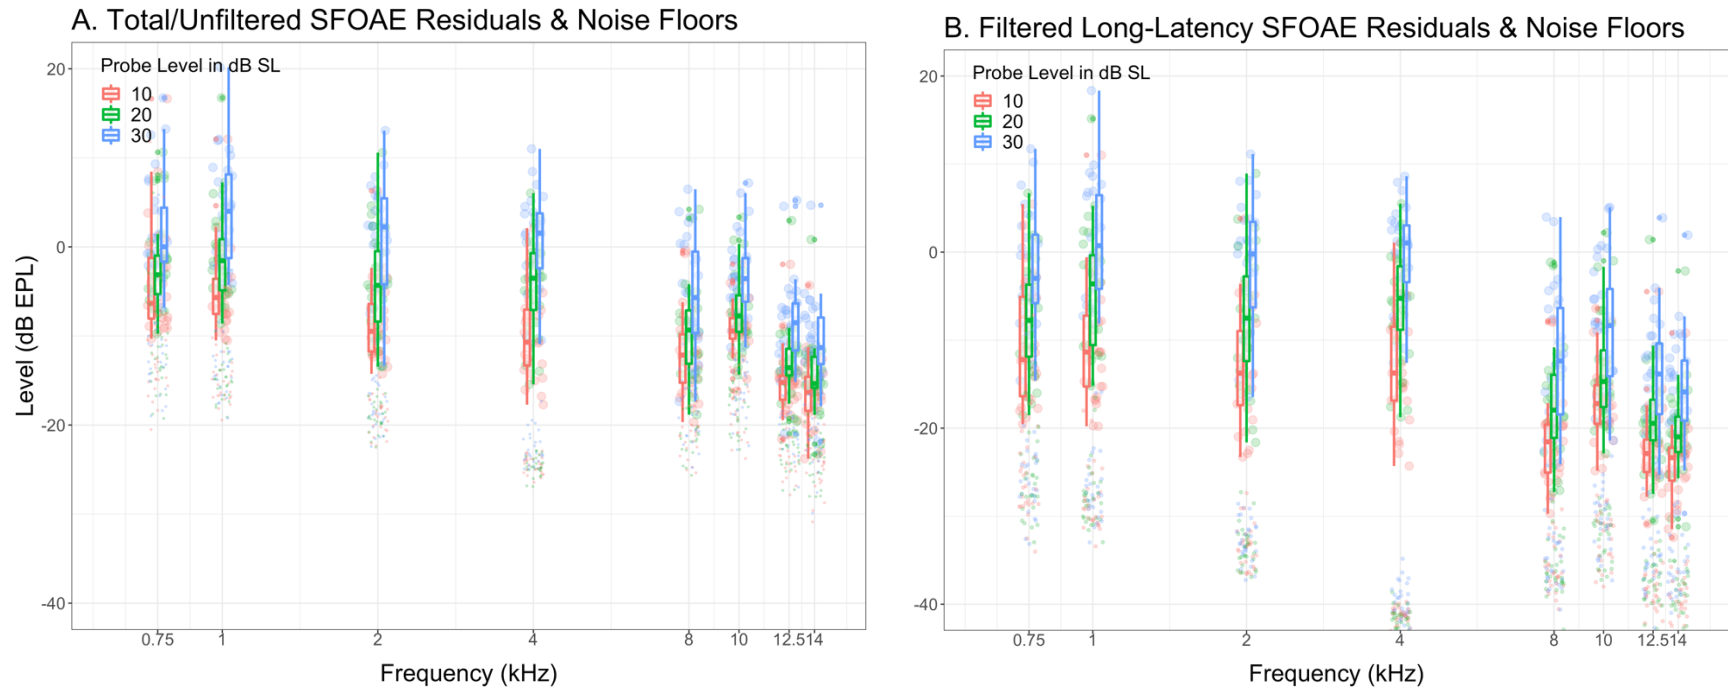 A. Total/Unfiltered SFOAE Residuals & Noise Floors
Probe Level in dB SL
10
20
30
20
0
-20
-40
Level (dB EPL)
0.75 1 2 4 8 10 12.514
Frequency (kHz)
B. Filtered Long-Latency SFOAE Residuals & Noise Floors
Probe Level in dB SL
10
20
30
20
0
-20
-40
0.75 1 2 4 8 10 12.514
Frequency (kHz)